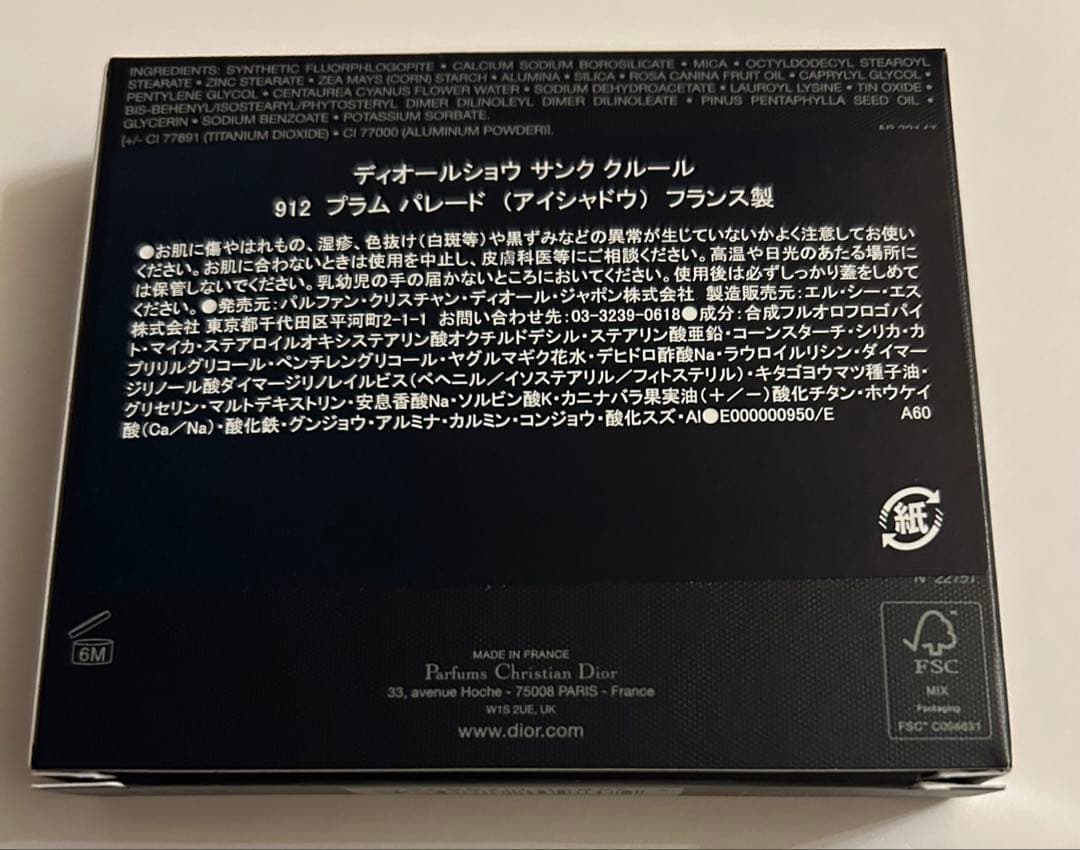 INGREDIENTS: SYNTHETIC FLUORPHLOGOPITE • CALCIUM SODIUM BOROSILICATE • MICA • OCTYLDODECYL STEAROYL
STEARATE • ZINC STEARATE • ZEA MAYS (CORN) STARCH • ALUMINA • SILICA • ROSA CANINA FRUIT OIL • CAPRYLYL GLYCOL •
PENTYLENE GLYCOL • CENTAUREA CYANUS FLOWER WATER • SODIUM DEHYDROACETATE • LAUROYL LYSINE • TIN OXIDE •
BIS-BEHENYL/ISOSTEARYL/PHYTOSTERYL DIMER DILINOLEYL DIMER DILINOLEATE • PINUS PENTAPHYLLA SEED OIL •
GLYCERIN • SODIUM BENZOATE • POTASSIUM SORBATE.
[+/- CI 77891 (TITANIUM DIOXIDE) • CI 77000 (ALUMINUM POWDER)].
ディオールショウ サンク クルール
912 プラム パレード (アイシャドウ) フランス製
●お肌に傷やはれもの、湿疹、色抜け(白斑等)や黒ずみなどの異常が生じていないかよく注意してお使い
ください。お肌に合わないときは使用を中止し、皮膚科医等にご相談ください。高温や日光のあたる場所に
は保管しないでください。乳幼児の手の届かないところにおいてください。使用後は必ずしっかり蓋をしめて
ください。●発売元:パルファン・クリスチャン・ディオール・ジャポン株式会社 製造販売元:エル・シー・エス
株式会社 東京都千代田区平河町2-1-1 お問い合わせ先:03-3239-0618●成分:合成フルオロフロゴパイ
ト・マイカ・ステアロイルオキシステアリン酸オクチルドデシル・ステアリン酸亜鉛・コーンスターチ・シリカ・カ
プリリルグリコール・ペンチレングリコール・ヤグルマギク花水・デヒドロ酢酸Na・ラウロイルリシン・ダイマー
ジリノール酸ダイマージリノレイルビス(ベヘニル/イソステアリル/フィトステリル)・キタゴヨウマツ種子油・
グリセリン・マルトデキストリン・安息香酸Na・ソルビン酸K・カニナバラ果実油(+/−)酸化チタン・ホウケイ
酸(Ca/Na)・酸化鉄・グンジョウ・アルミナ・カルミン・コンジョウ・酸化スズ・Al●E000000950/E A60
紙
6M
MADE IN FRANCE
Parfums Christian Dior
33, avenue Hoche - 75008 PARIS - France
W1S 2UE, UK
www.dior.com
FSC
MIX
Packaging